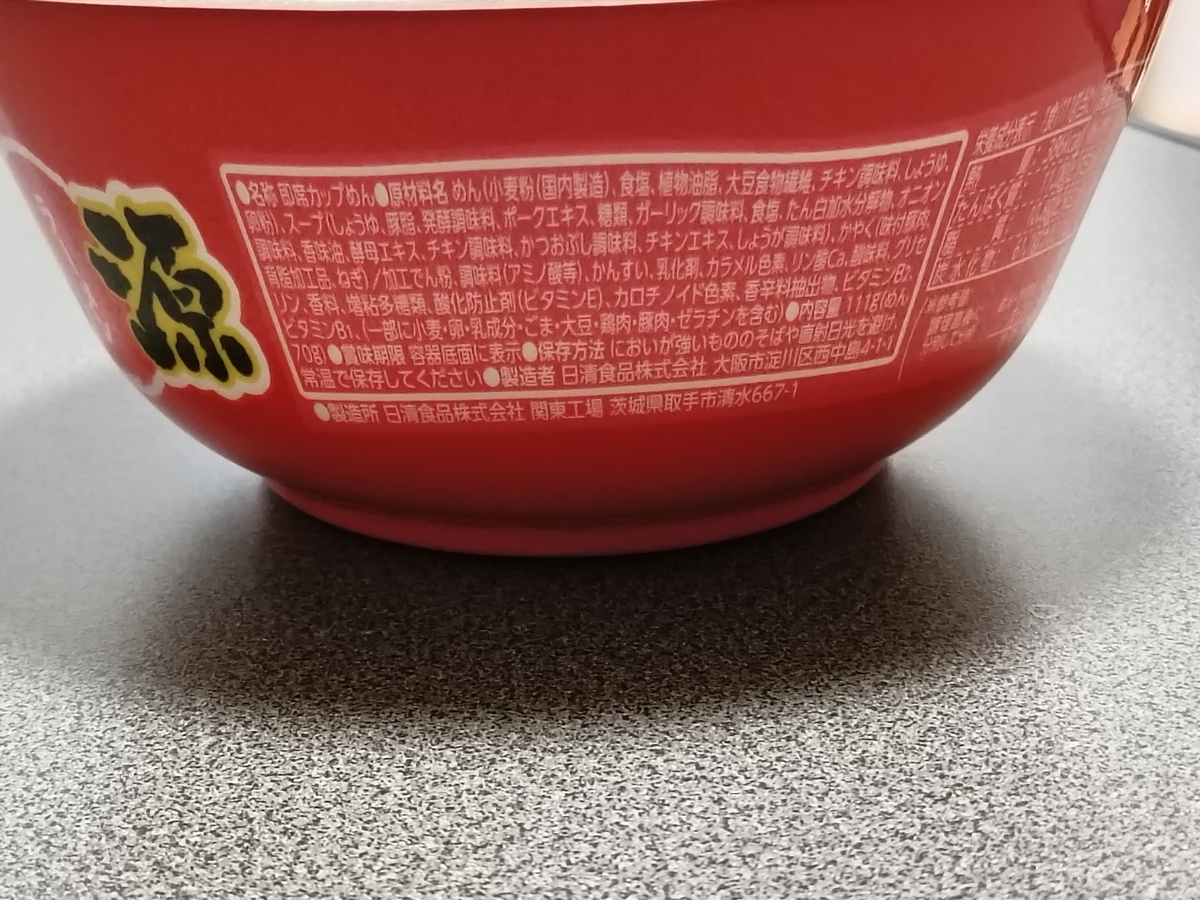 源
●名称 即席カップめん●原材料名 めん(小麦粉(国内製造)、食塩、植物油脂、大豆食物繊維、チキン調味料、しょうゆ、
卵粉)、スープ(しょうゆ、豚脂、発酵調味料、ポークエキス、糖類、ガーリック調味料、食塩、たん白加水分解物、オニオン
調味料、香味油、酵母エキス、チキン調味料、かつおぶし調味料、チキンエキス、しょうが調味料)、かやく(味付豚肉、
背脂加工品、ねぎ)/加工でん粉、調味料(アミノ酸等)、かんすい、乳化剤、カラメル色素、リン酸Ca、酸味料、グリセ
リン、香料、増粘多糖類、酸化防止剤(ビタミンE)、カロチノイド色素、香辛料抽出物、ビタミンB2、
ビタミンB1、(一部に小麦・卵・乳成分・ごま・大豆・鶏肉・豚肉・ゼラチンを含む)●内容量 111g(めん
70g)●賞味期限 容器底面に表示●保存方法 においが強いもののそばや直射日光を避け、
常温で保存してください●製造者 日清食品株式会社 大阪市淀川区西中島4-1-1
●製造所 日清食品株式会社 関東工場 茨城県取手市清水667-1
栄養成分表示
熱 量
たんぱく質
脂 質
炭水化物